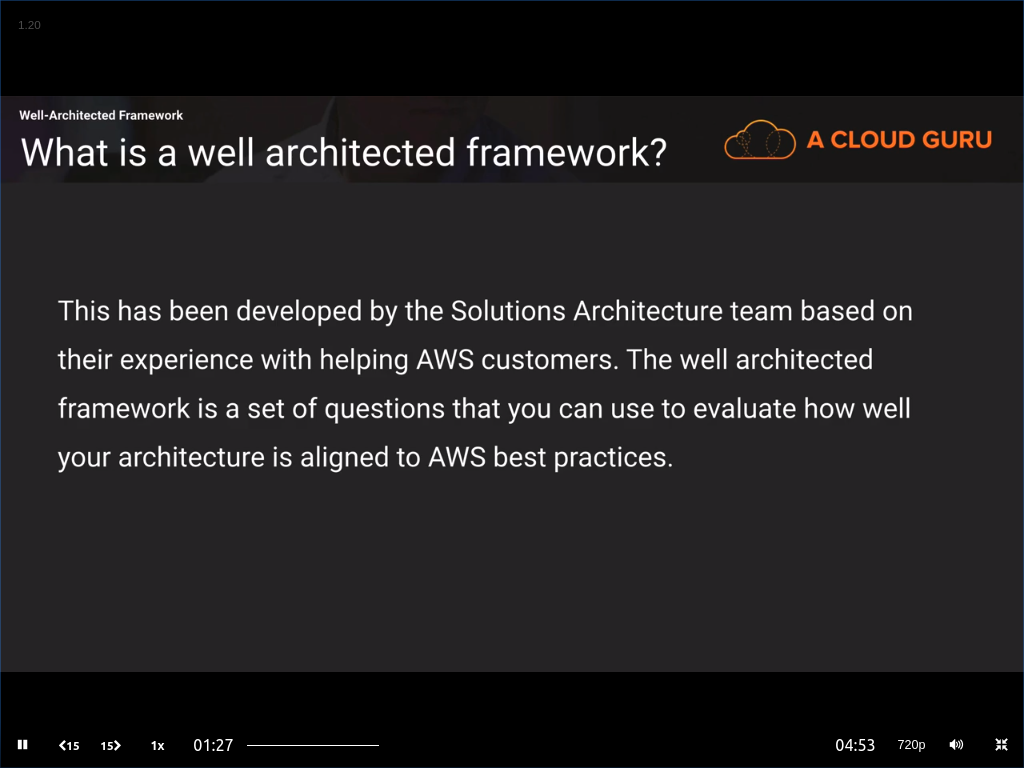 1.20
Well-Architected Framework
What is a well architected framework?
A CLOUD GURU
This has been developed by the Solutions Architecture team based on
their experience with helping AWS customers. The well architected
framework is a set of questions that you can use to evaluate how well
your architecture is aligned to AWS best practices.
15 15 1x 01:27 04:53 720p